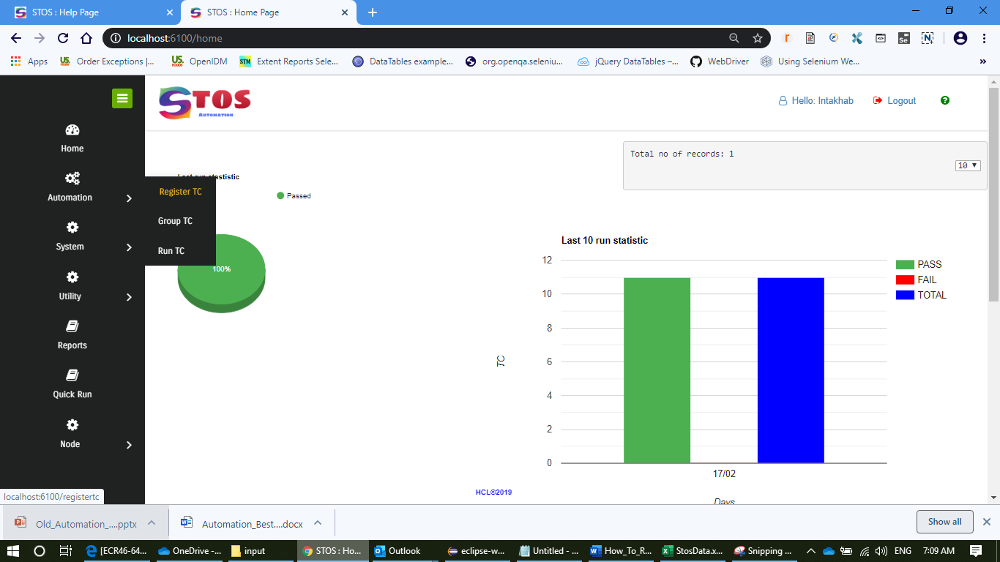 STOS : Help Page
STOS : Home Page
localhost:6100/home
Apps
Order Exceptions |...
OpenIDM
STM
Extent Reports Sele...
DataTables example...
org.openqa.seleniu...
jQuery DataTables –...
WebDriver
Using Selenium We...
»
STOS
AUTOMATION
Hello: Intakhab
Logout
Home
Automation
System
Utility
Reports
Quick Run
Node
Register TC
Group TC
Run TC
Last run stastistic
Passed
100%
Total no of records: 1
10
Last 10 run statistic
12
10
8
6
4
2
0
TC
17/02
Days
PASS
FAIL
TOTAL
HCL©2019
localhost:6100/registertc
Old_Automation_....pptx
Automation_Best....docx
Show all
[ECR46-64...
OneDrive -...
input
STOS : Ho...
Outlook
eclipse-w...
Untitled - ...
How_To_R...
StosData.x...
Snipping ...
ENG
7:09 AM